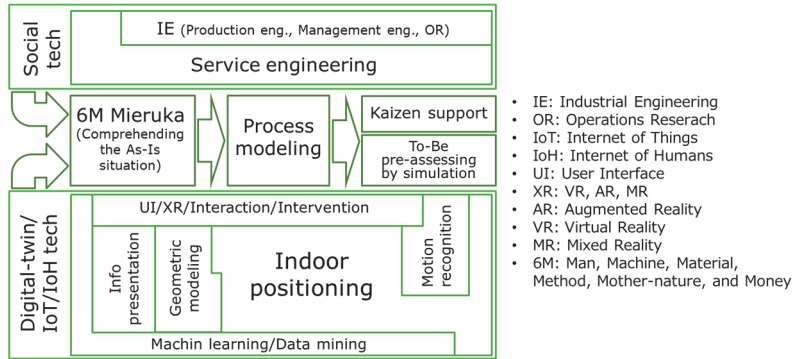 Social
tech
IE (Production eng., Management eng., OR)
Service engineering
6M Mieruka
(Comprehending
the As-Is
situation)
Process
modeling
Kaizen support
To-Be
pre-assessing
by simulation
Digital-twin/
IoT/IoH tech
UI/XR/Interaction/Intervention
Info
presentation
Geometric
modeling
Indoor
positioning
Motion
recognition
Machin learning/Data mining
• IE: Industrial Engineering
• OR: Operations Reserach
• IoT: Internet of Things
• IoH: Internet of Humans
• UI: User Interface
• XR: VR, AR, MR
• AR: Augmented Reality
• VR: Virtual Reality
• MR: Mixed Reality
• 6M: Man, Machine, Material,
Method, Mother-nature, and Money